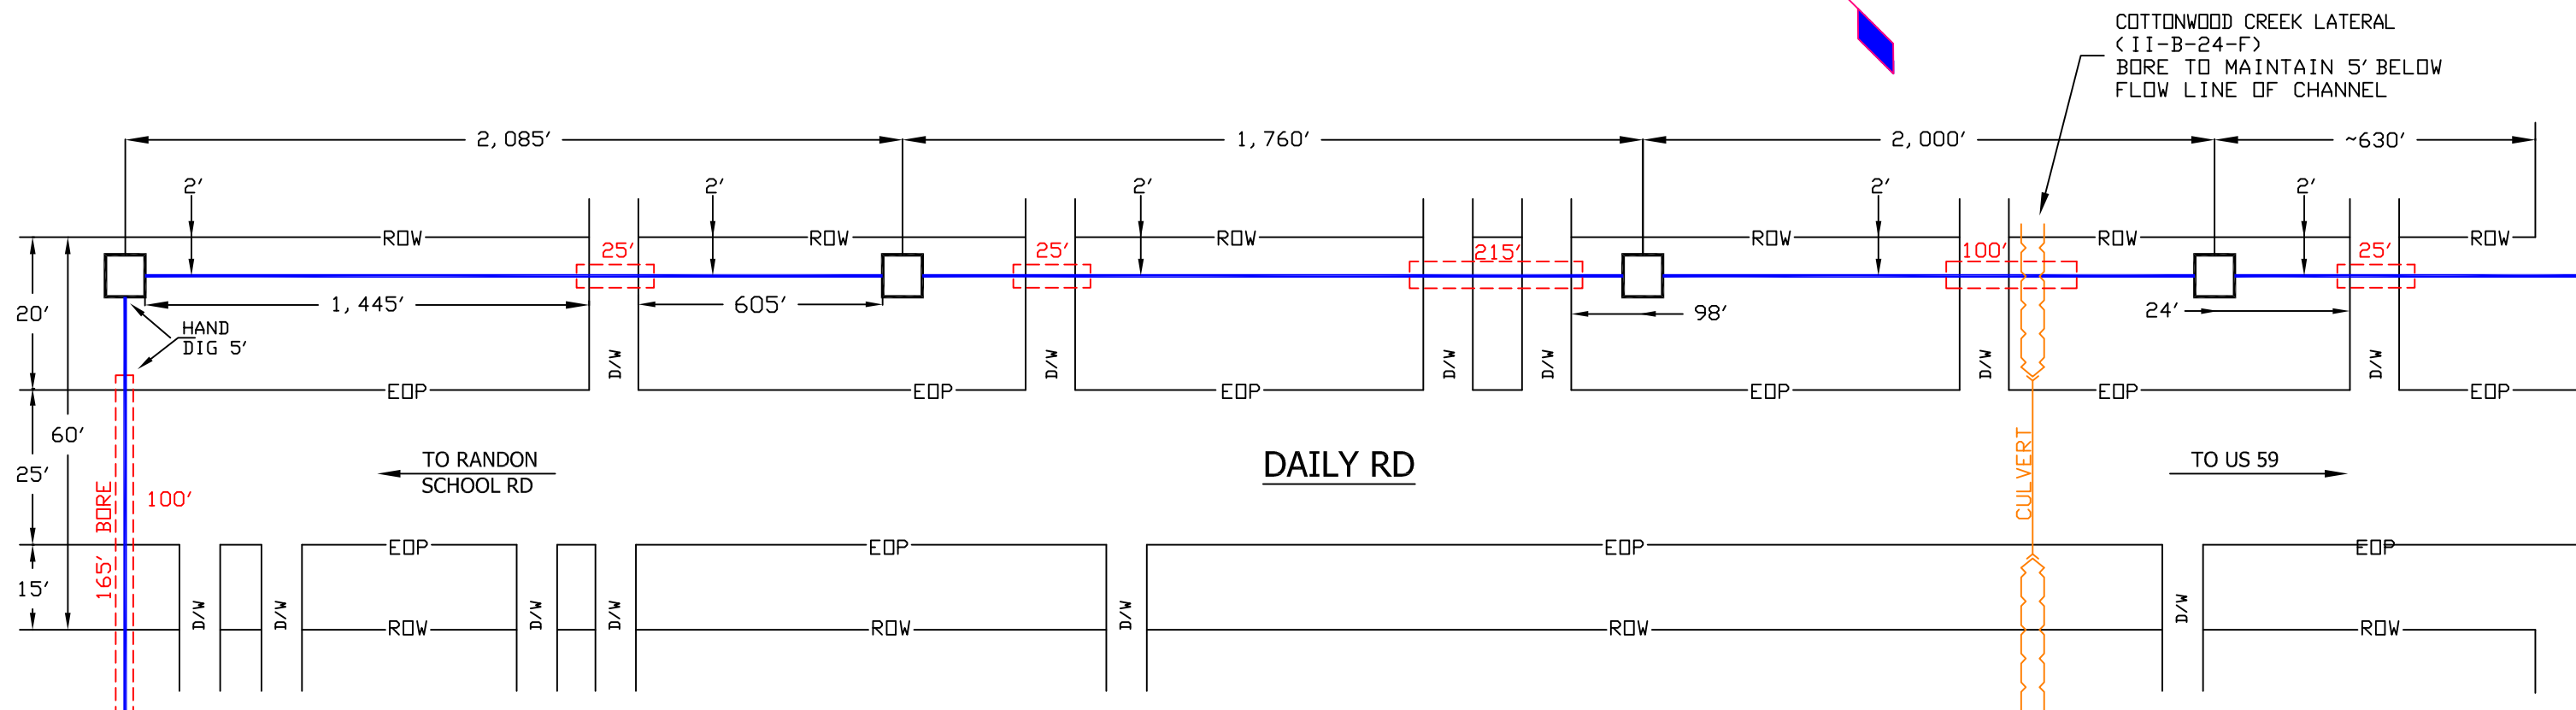 COTTONWOOD CREEK LATERAL
(II-B-24-F)
BORE TO MAINTAIN 5' BELOW
FLOW LINE OF CHANNEL
2,085' 1,760' 2,000' ~630'
2' 2' 2' 2' 2'
ROW ROW ROW ROW ROW ROW
25' 25' 215' 100' 25'
1,445' 605' 98' 24'
20'
HAND
DIG 5'
D/W D/W D/W D/W D/W D/W
EOP EOP EOP EOP EOP EOP
60'
25'
TO RANDON
SCHOOL RD
DAILY RD
TO US 59
CULVERT
165' BORE
100'
EOP EOP EOP EOP
15'
D/W D/W D/W D/W D/W D/W
ROW ROW ROW ROW